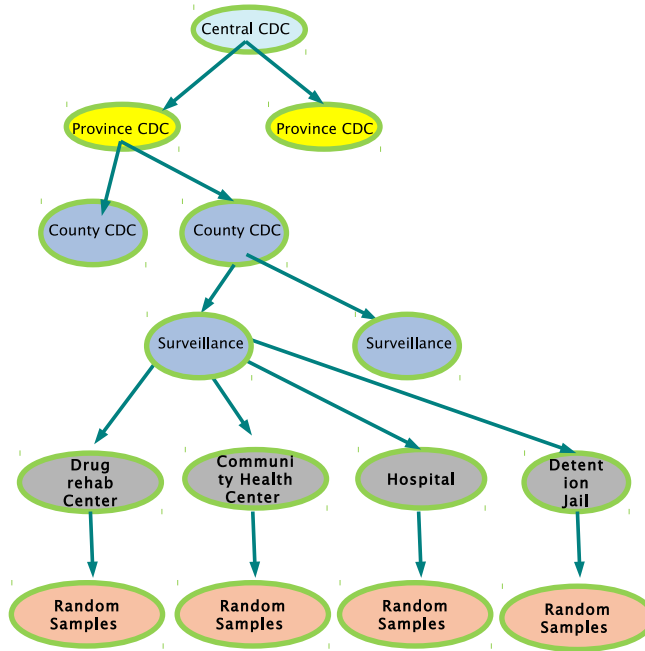 Central CDC
Province CDC
Province CDC
County CDC
County CDC
Surveillance
Surveillance
Drug
rehab
Center
Communi
ty Health
Center
Hospital
Detent
ion
Jail
Random
Samples
Random
Samples
Random
Samples
Random
Samples